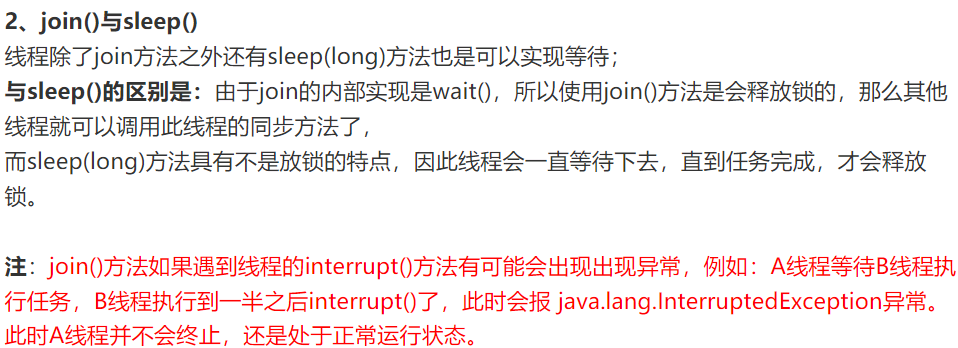 2、join()与sleep()
线程除了join方法之外还有sleep(long)方法也是可以实现等待；
与sleep()的区别是：由于join的内部实现是wait()，所以使用join()方法是会释放锁的，那么其他
线程就可以调用此线程的同步方法了，
而sleep(long)方法具有不是放锁的特点，因此线程会一直等待下去，直到任务完成，才会释放
锁。
注：join()方法如果遇到线程的interrupt()方法有可能会出现出现异常，例如：A线程等待B线程执
行任务，B线程执行到一半之后interrupt()了，此时会报 java.lang.InterruptedException异常。
此时A线程并不会终止，还是处于正常运行状态。